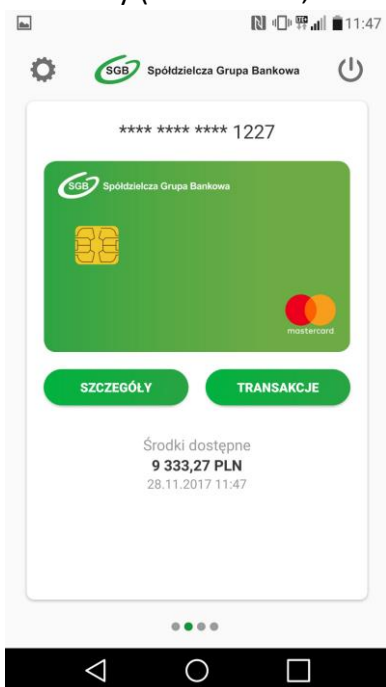 11:47
SGB Spółdzielcza Grupa Bankowa
**** **** **** 1227
SGB Spółdzielcza Grupa Bankowa
mastercard
SZCZEGÓŁY TRANSAKCJE
Środki dostępne
9 333,27 PLN
28.11.2017 11:47